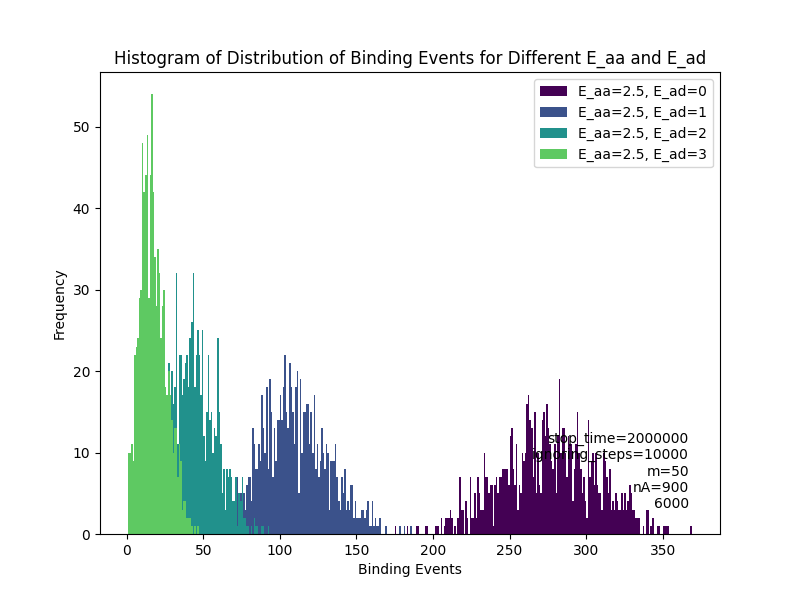 Histogram of Distribution of Binding Events for Different E_aa and E_ad
E_aa=2.5, E_ad=0
E_aa=2.5, E_ad=1
E_aa=2.5, E_ad=2
E_aa=2.5, E_ad=3
50
40
30
20
10
0
Frequency
stop_time=2000000
ignoring_steps=10000
m=50
nA=900
6000
0 50 100 150 200 250 300 350
Binding Events